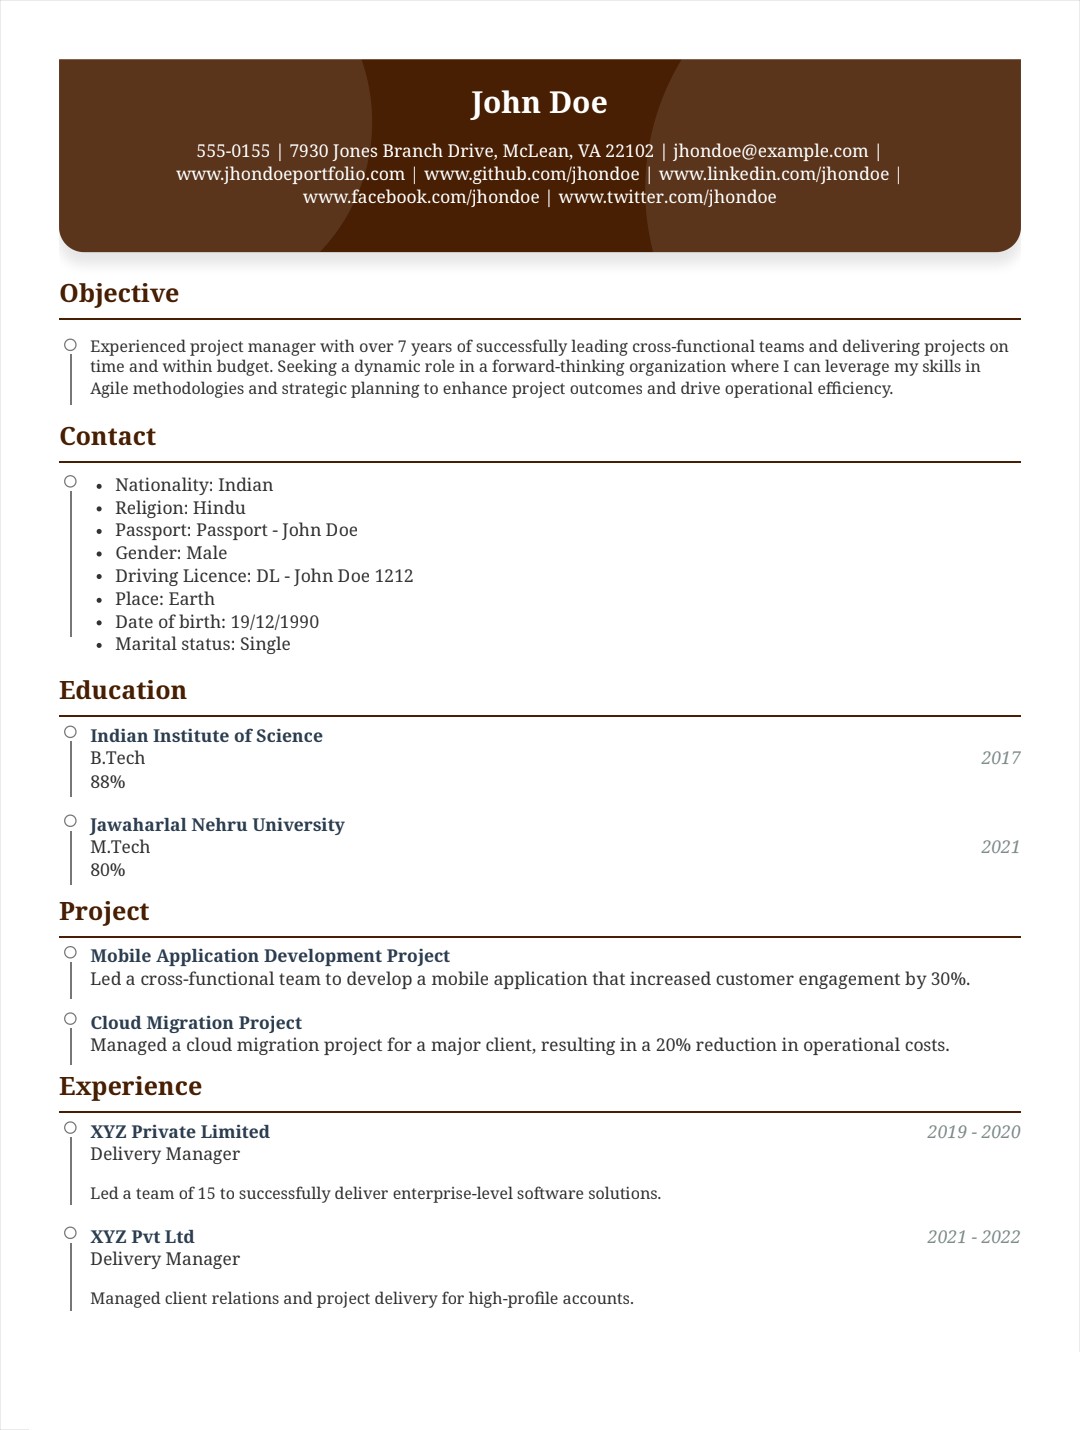 John Doe
555-0155 | 7930 Jones Branch Drive, McLean, VA 22102 | jhondoe@example.com |
www.jhondoeportfolio.com | www.github.com/jhondoe | www.linkedin.com/jhondoe |
www.facebook.com/jhondoe | www.twitter.com/jhondoe
Objective
Experienced project manager with over 7 years of successfully leading cross-functional teams and delivering projects on
time and within budget. Seeking a dynamic role in a forward-thinking organization where I can leverage my skills in
Agile methodologies and strategic planning to enhance project outcomes and drive operational efficiency.
Contact
• Nationality: Indian
• Religion: Hindu
• Passport: Passport - John Doe
• Gender: Male
• Driving Licence: DL - John Doe 1212
• Place: Earth
• Date of birth: 19/12/1990
• Marital status: Single
Education
Indian Institute of Science
B.Tech 2017
88%
Jawaharlal Nehru University
M.Tech 2021
80%
Project
Mobile Application Development Project
Led a cross-functional team to develop a mobile application that increased customer engagement by 30%.
Cloud Migration Project
Managed a cloud migration project for a major client, resulting in a 20% reduction in operational costs.
Experience
XYZ Private Limited 2019 - 2020
Delivery Manager
Led a team of 15 to successfully deliver enterprise-level software solutions.
XYZ Pvt Ltd 2021 - 2022
Delivery Manager
Managed client relations and project delivery for high-profile accounts.